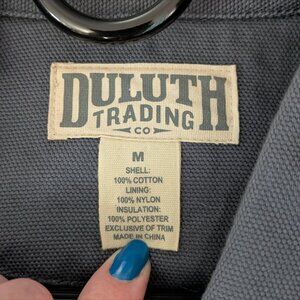 DULUTH
TRADING
CO
M
SHELL:
100% COTTON
LINING:
100% NYLON
INSULATION:
100% POLYESTER
EXCLUSIVE OF TRIM
MADE IN CHINA